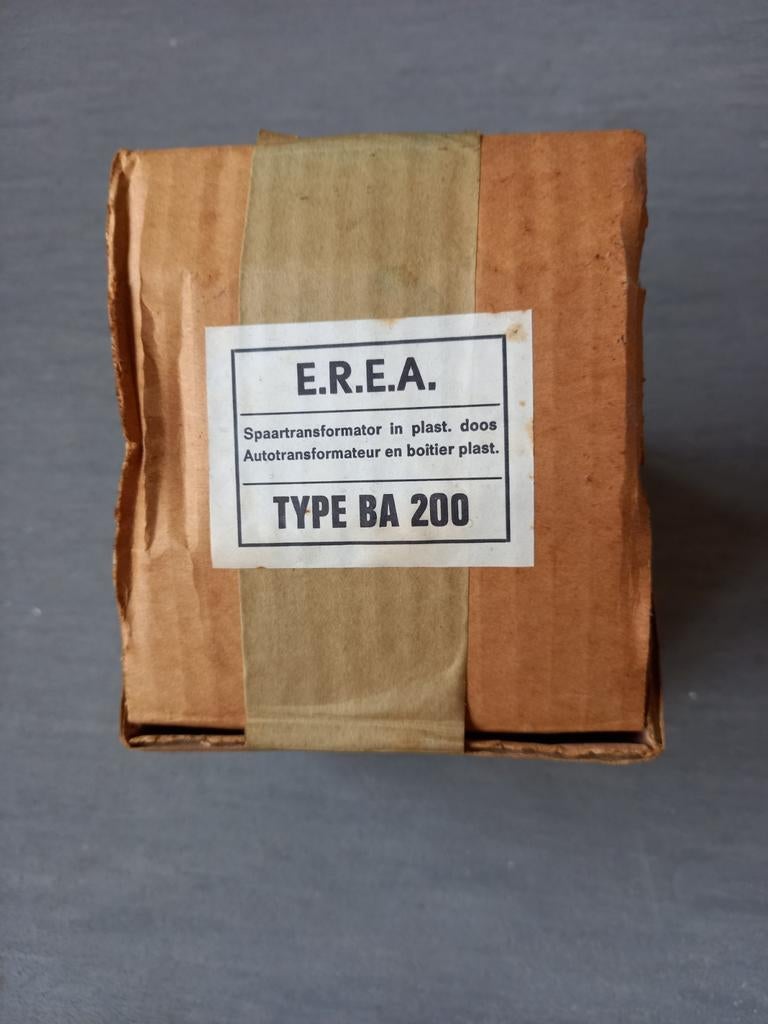 E.R.E.A.
Spaartransformator in plast. doos
Autotransformateur en boîtier plast.
TYPE BA 200